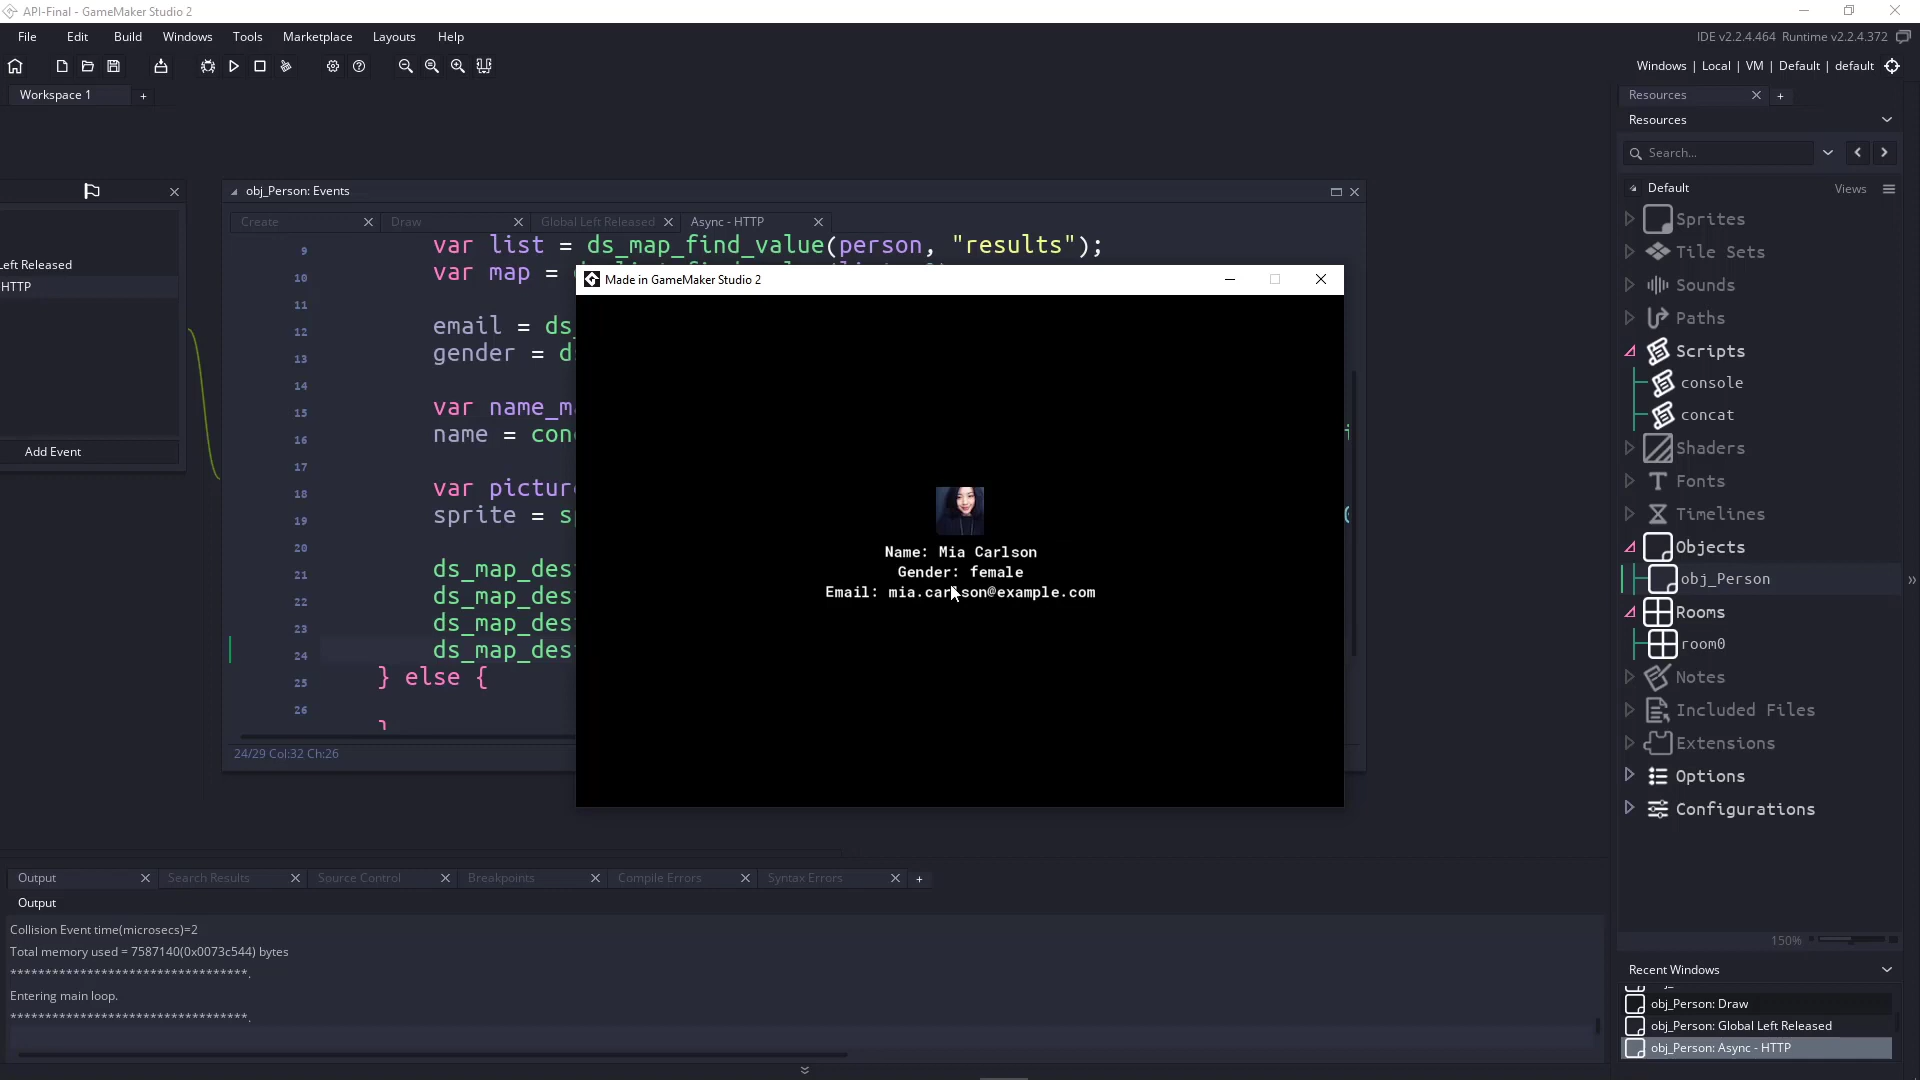 API-Final - GameMaker Studio 2
File Edit Build Windows Tools Marketplace Layouts Help
IDE v2.2.4.464 Runtime v2.2.4.372
Windows | Local | VM | Default | default
Workspace 1
Left Released
HTTP
Add Event
obj_Person: Events
Create Draw Global Left Released Async - HTTP
9 var list = ds_map_find_value(person, "results");
10 var map =
11
12 email = ds_
13 gender = d
14
15 var name_m
16 name = con
17
18 var pictur
19 sprite = s
20
21 ds_map_des
22 ds_map_des
23 ds_map_des
24 ds_map_des
25 } else {
26 }
24/29 Col:32 Ch:26
Made in GameMaker Studio 2
Name: Mia Carlson
Gender: female
Email: mia.carlson@example.com
Output Search Results Source Control Breakpoints Compile Errors Syntax Errors
Output
Collision Event time(microsecs)=2
Total memory used = 7587140(0x0073c544) bytes
**********************************.
Entering main loop.
**********************************.
Resources
Resources
Search...
Default Views
Sprites
Tile Sets
Sounds
Paths
Scripts
console
concat
Shaders
Fonts
Timelines
Objects
obj_Person
Rooms
room0
Notes
Included Files
Extensions
Options
Configurations
150%
Recent Windows
obj_Person: Draw
obj_Person: Global Left Released
obj_Person: Async - HTTP